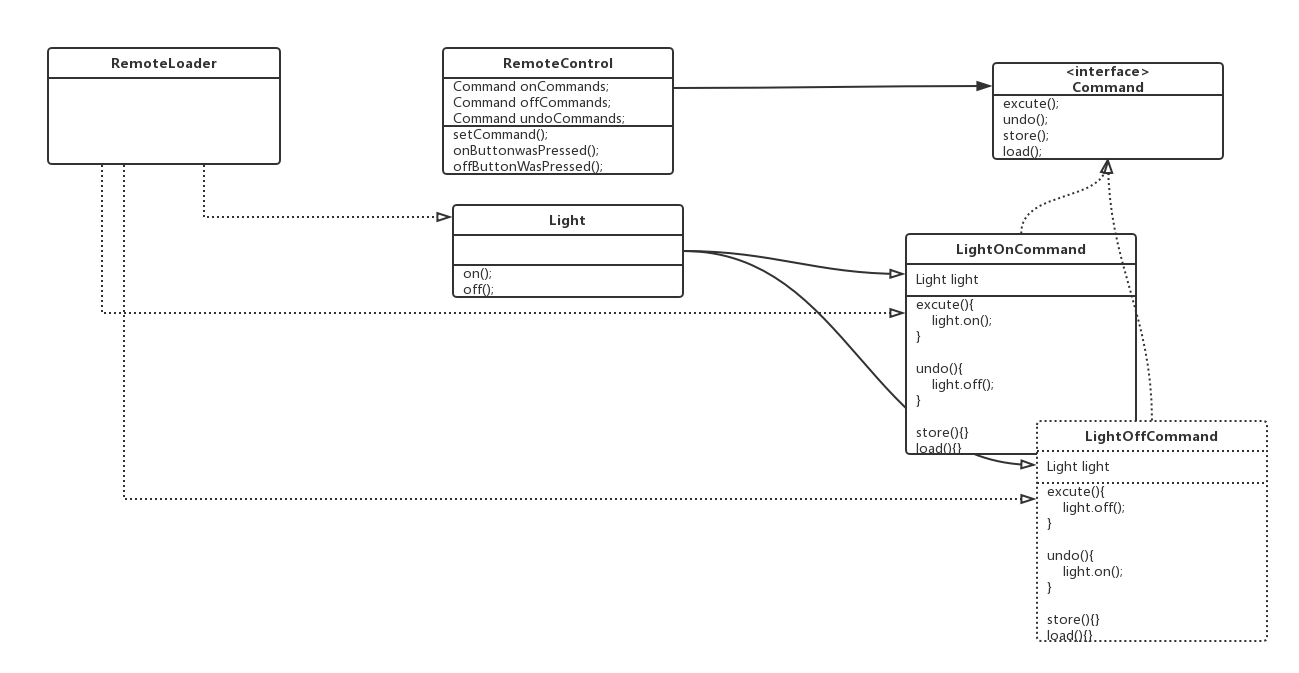 RemoteLoader
RemoteControl
Command onCommands;
Command offCommands;
Command undoCommands;
setCommand();
onButtonwasPressed();
offButtonWasPressed();
<interface>
Command
excute();
undo();
store();
load();
Light
on();
off();
LightOnCommand
Light light
excute(){
light.on();
}
undo(){
light.off();
}
store(){}
load(){}
LightOffCommand
Light light
excute(){
light.off();
}
undo(){
light.on();
}
store(){}
load(){}